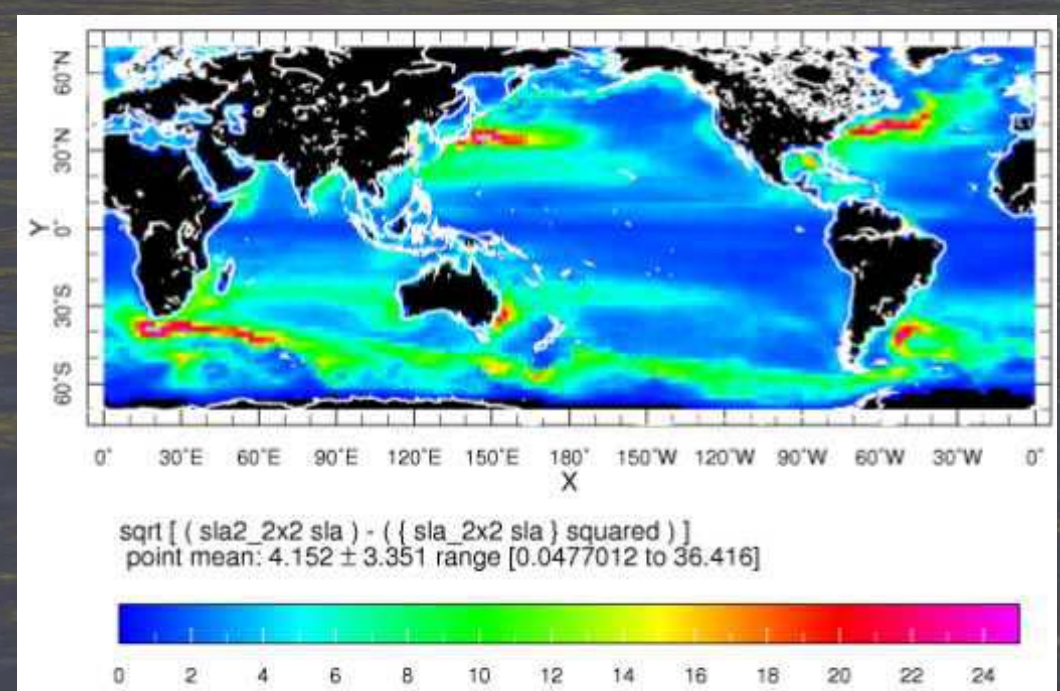 60°N
30°N
Y
0°
30°S
60°S
0° 30°E 60°E 90°E 120°E 150°E 180° 150°W 120°W 90°W 60°W 30°W 0°
X
sqrt [ ( sla2_2x2 sla ) - ( { sla_2x2 sla } squared ) ]
point mean: 4.152 ± 3.351 range [0.0477012 to 36.416]
0 2 4 6 8 10 12 14 16 18 20 22 24